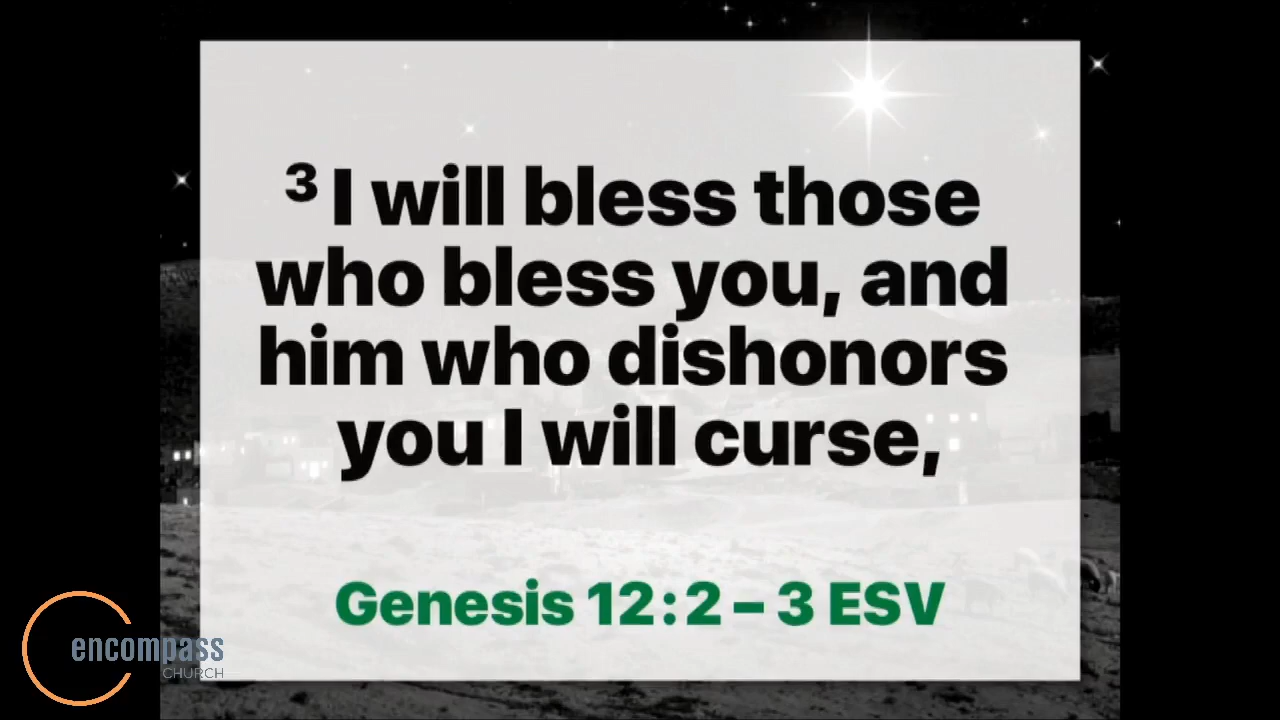 ³ I will bless those
who bless you, and
him who dishonors
you I will curse,
Genesis 12:2 – 3 ESV
encompass
CHURCH